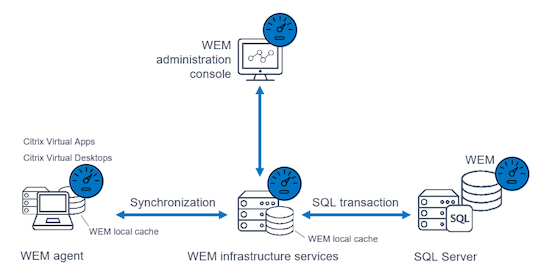 WEM
administration
console
Citrix Virtual Apps
Citrix Virtual Desktops
WEM
Synchronization
SQL transaction
SQL
WEM local cache
WEM local cache
WEM agent
WEM infrastructure services
SQL Server